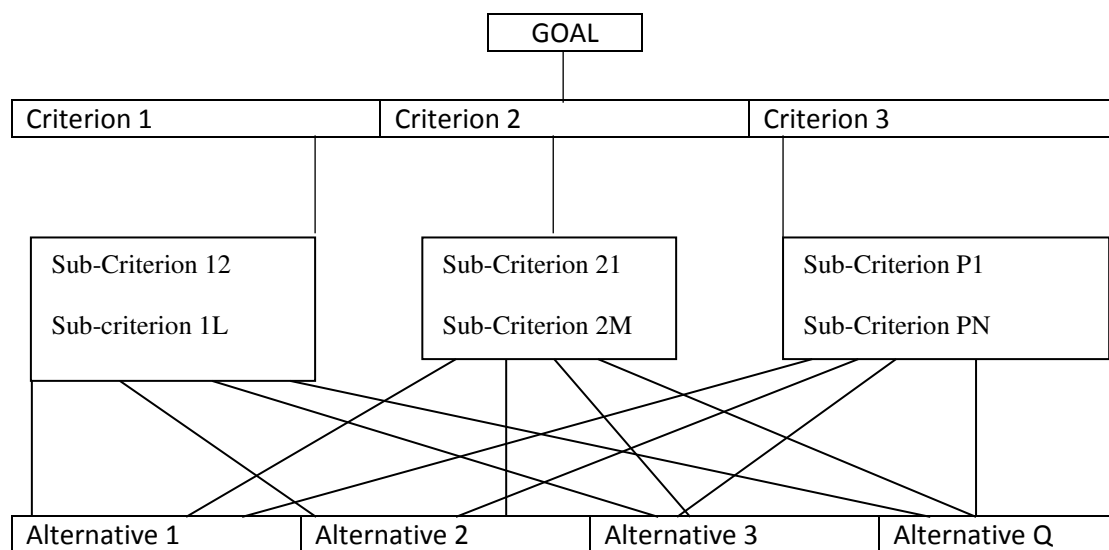 GOAL
Criterion 1 Criterion 2 Criterion 3
Sub-Criterion 12 Sub-Criterion 21 Sub-Criterion P1
Sub-criterion 1L Sub-Criterion 2M Sub-Criterion PN
Alternative 1 Alternative 2 Alternative 3 Alternative Q